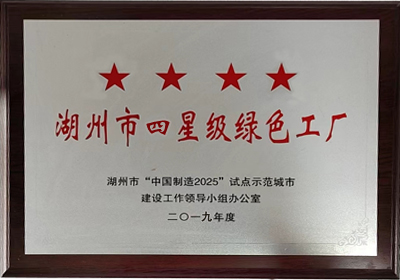 湖州市四星级绿色工厂
湖州市“中国制造2025”试点示范城市
建设工作领导小组办公室
二〇一九年度